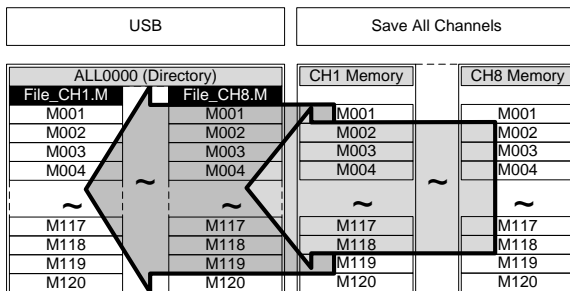 USB Save All Channels
ALL0000 (Directory) CH1 Memory CH8 Memory
File_CH1.M File_CH8.M
M001 M001 M001 M001
M002 M002 M002 M002
M003 M003 M003 M003
M004 M004 M004 M004
~ ~ ~ ~ ~ ~
M117 M117 M117 M117
M118 M118 M118 M118
M119 M119 M119 M119
M120 M120 M120 M120